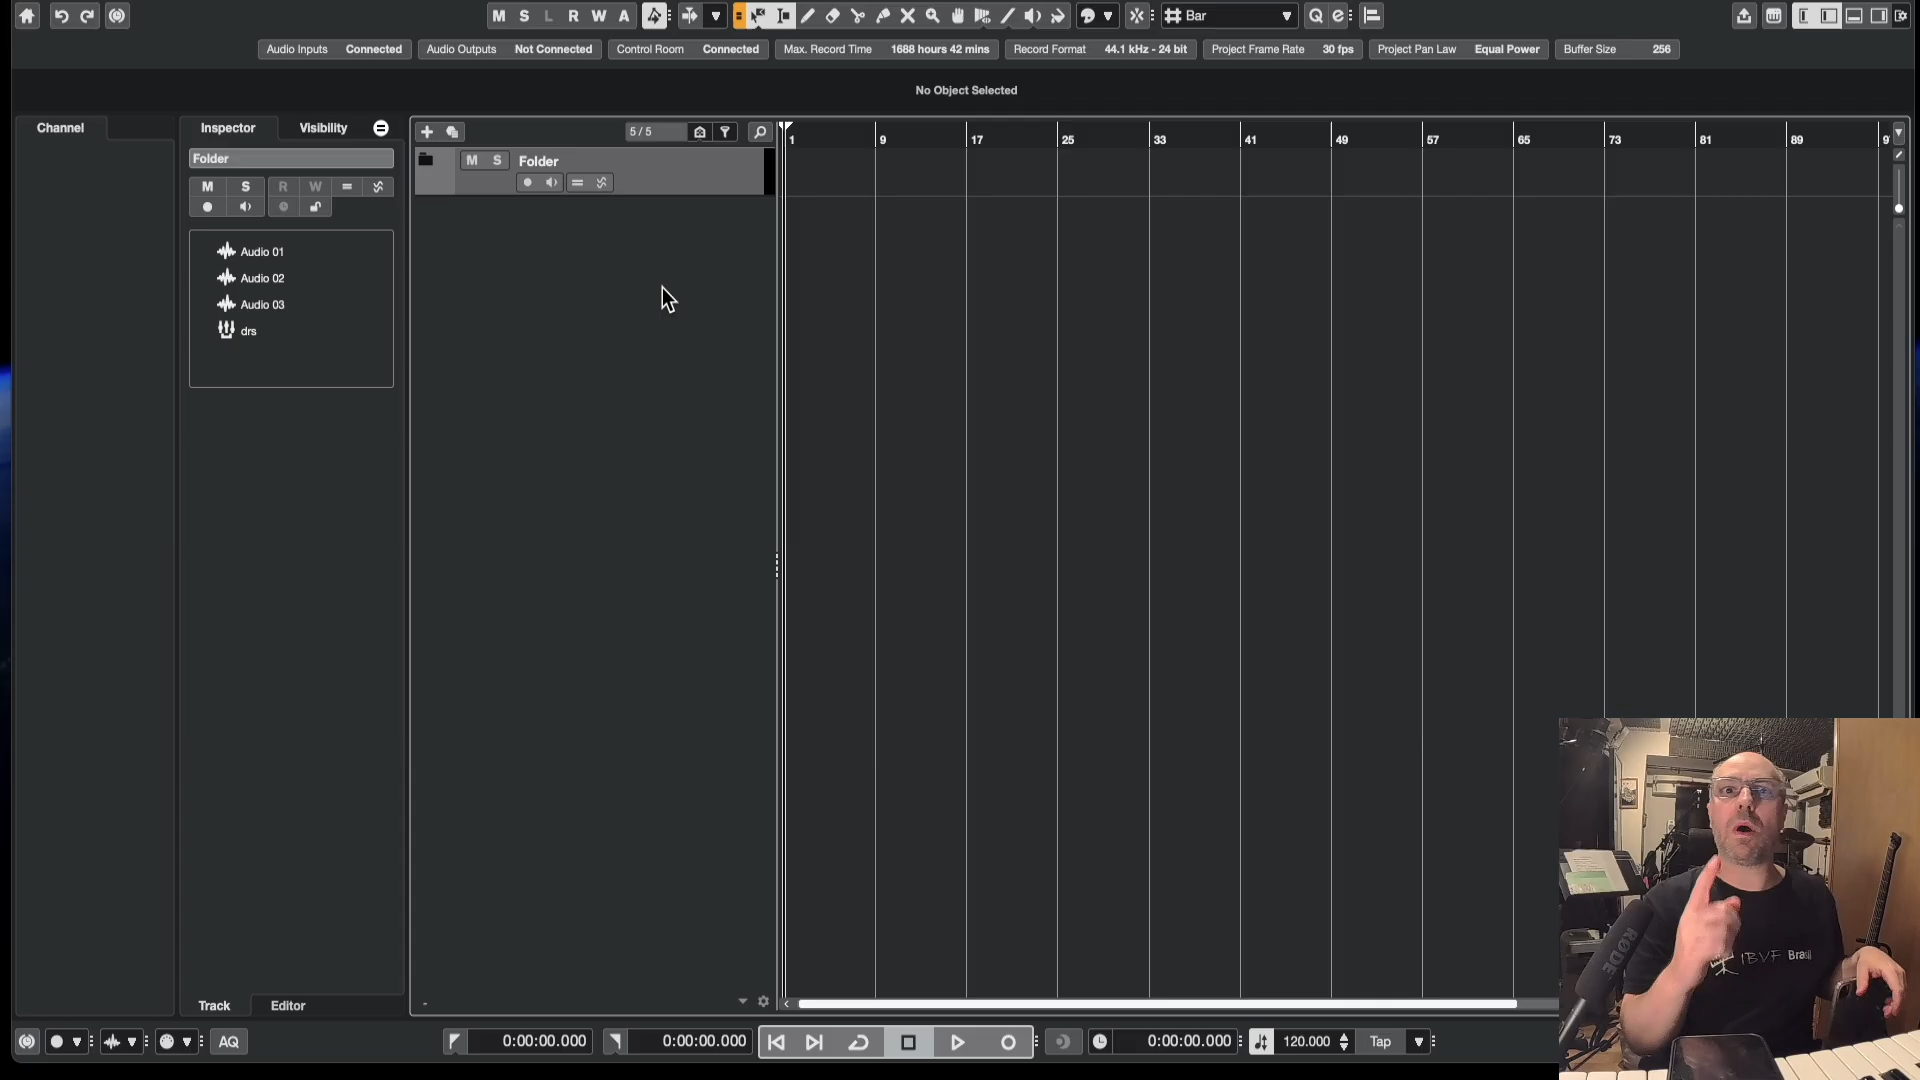 M S L R W A
Bar
Q e
Audio Inputs Connected
Audio Outputs Not Connected
Control Room Connected
Max. Record Time 1688 hours 42 mins
Record Format 44.1 kHz - 24 bit
Project Frame Rate 30 fps
Project Pan Law Equal Power
Buffer Size 256
No Object Selected
Channel
Inspector Visibility
5 / 5
1 9 17 25 33 41 49 57 65 73 81 89 9
Folder
M S R W
M S Folder
Audio 01
Audio 02
Audio 03
drs
RØDE
IBVF Brasil
Track Editor
AQ
0:00:00.000
0:00:00.000
0:00:00.000
120.000
Tap